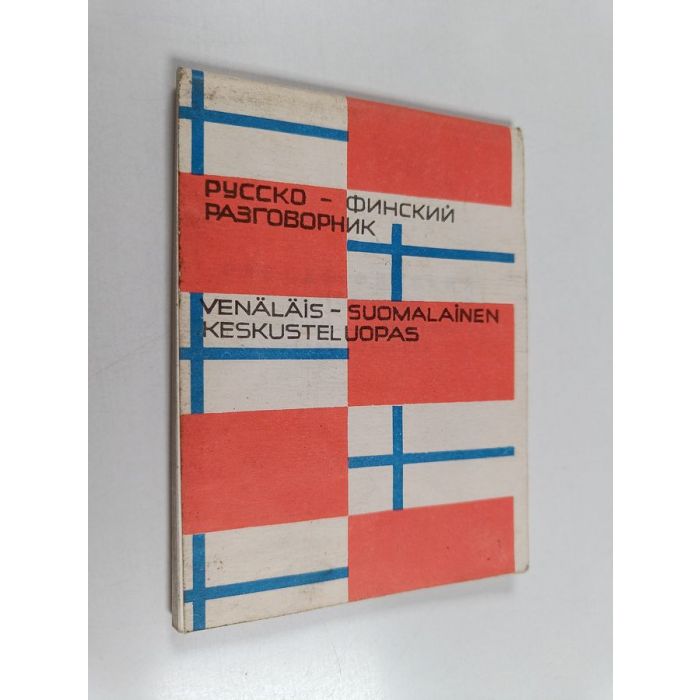 РУССКО – ФИНСКИЙ
РАЗГОВОРНИК
VENÄLÄIS – SUOMALAINEN
KESKUSTELUOPAS